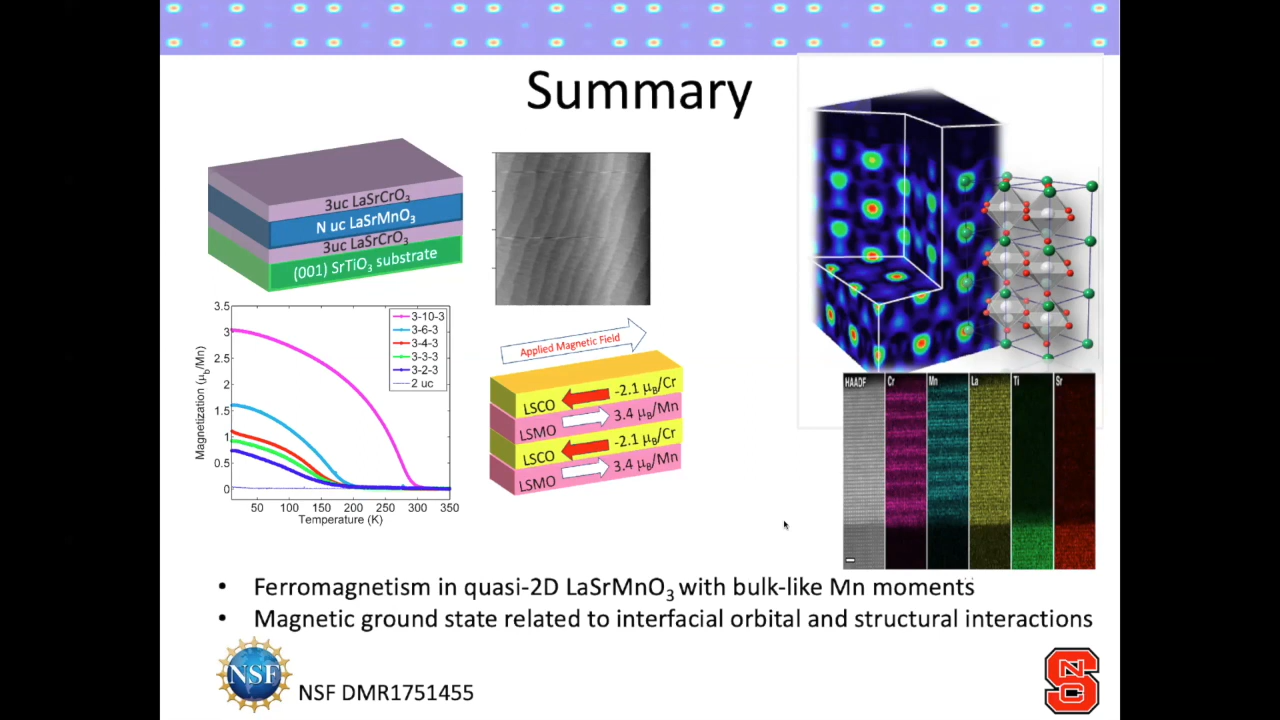 Summary
3uc LaSrCrO₃
N uc LaSrMnO₃
3uc LaSrCrO₃
(001) SrTiO₃ substrate
3.5
3
2.5
2
1.5
1
0.5
0
Magnetization (μb/Mn)
50 100 150 200 250 300 350
Temperature (K)
3-10-3
3-6-3
3-4-3
3-3-3
3-2-3
2 uc
Applied Magnetic Field
LSCO -2.1 μB/Cr
LSMO 3.4 μB/Mn
LSCO -2.1 μB/Cr
LSMO 3.4 μB/Mn
HAADF Cr Mn La Ti Sr
• Ferromagnetism in quasi-2D LaSrMnO₃ with bulk-like Mn moments
• Magnetic ground state related to interfacial orbital and structural interactions
NSF
NSF DMR1751455
NCS